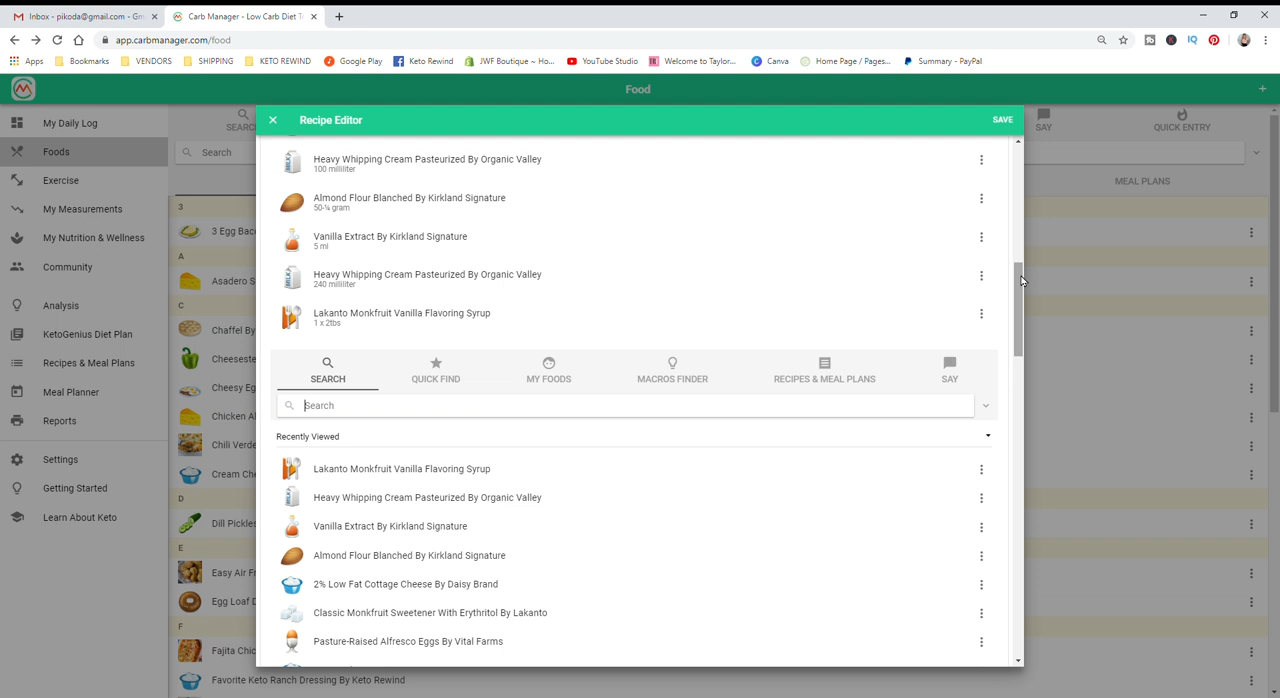 Inbox - pikoda@gmail.com - Gm
Carb Manager - Low Carb Diet Tr
app.carbmanager.com/food
Apps
Bookmarks
VENDORS
SHIPPING
KETO REWIND
Google Play
Keto Rewind
JWF Boutique ~ Ho...
YouTube Studio
Welcome to Taylor...
Canva
Home Page / Pages...
Summary - PayPal
Food
My Daily Log
Foods
Exercise
My Measurements
My Nutrition & Wellness
Community
Analysis
KetoGenius Diet Plan
Recipes & Meal Plans
Meal Planner
Reports
Settings
Getting Started
Learn About Keto
SEARC
Search
SAY
QUICK ENTRY
MEAL PLANS
3
3 Egg Bac
A
Asadero S
C
Chaffel By
Cheeseste
Cheesy Eg
Chicken Al
Chili Verde
Cream Che
D
Dill Pickles
E
Easy Air Fr
Egg Loaf D
F
Fajita Chic
Favorite Keto Ranch Dressing By Keto Rewind
Recipe Editor
SAVE
Heavy Whipping Cream Pasteurized By Organic Valley
100 milliliter
Almond Flour Blanched By Kirkland Signature
50-¼ gram
Vanilla Extract By Kirkland Signature
5 ml
Heavy Whipping Cream Pasteurized By Organic Valley
240 milliliter
Lakanto Monkfruit Vanilla Flavoring Syrup
1 x 2tbs
SEARCH
QUICK FIND
MY FOODS
MACROS FINDER
RECIPES & MEAL PLANS
SAY
Search
Recently Viewed
Lakanto Monkfruit Vanilla Flavoring Syrup
Heavy Whipping Cream Pasteurized By Organic Valley
Vanilla Extract By Kirkland Signature
Almond Flour Blanched By Kirkland Signature
2% Low Fat Cottage Cheese By Daisy Brand
Classic Monkfruit Sweetener With Erythritol By Lakanto
Pasture-Raised Alfresco Eggs By Vital Farms